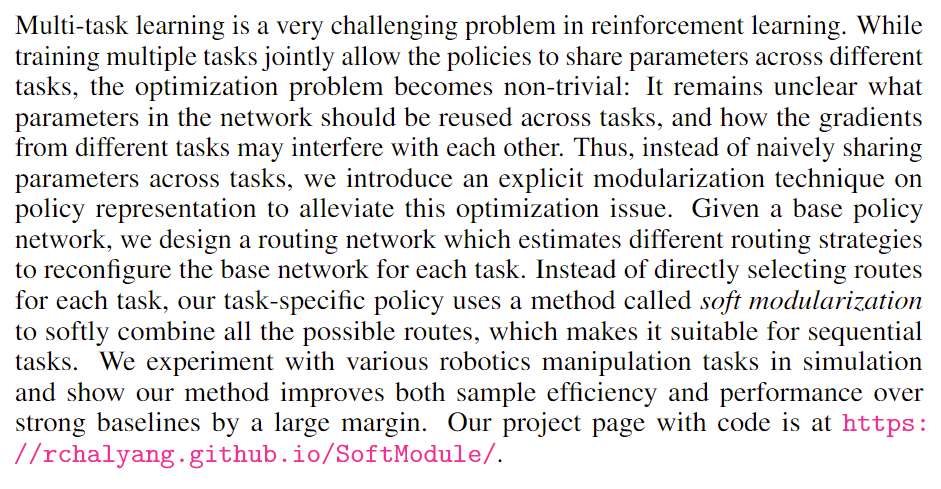 Multi-task learning is a very challenging problem in reinforcement learning. While
training multiple tasks jointly allow the policies to share parameters across different
tasks, the optimization problem becomes non-trivial: It remains unclear what
parameters in the network should be reused across tasks, and how the gradients
from different tasks may interfere with each other. Thus, instead of naively sharing
parameters across tasks, we introduce an explicit modularization technique on
policy representation to alleviate this optimization issue. Given a base policy
network, we design a routing network which estimates different routing strategies
to reconfigure the base network for each task. Instead of directly selecting routes
for each task, our task-specific policy uses a method called soft modularization
to softly combine all the possible routes, which makes it suitable for sequential
tasks. We experiment with various robotics manipulation tasks in simulation
and show our method improves both sample efficiency and performance over
strong baselines by a large margin. Our project page with code is at https:
//rchalyang.github.io/SoftModule/.